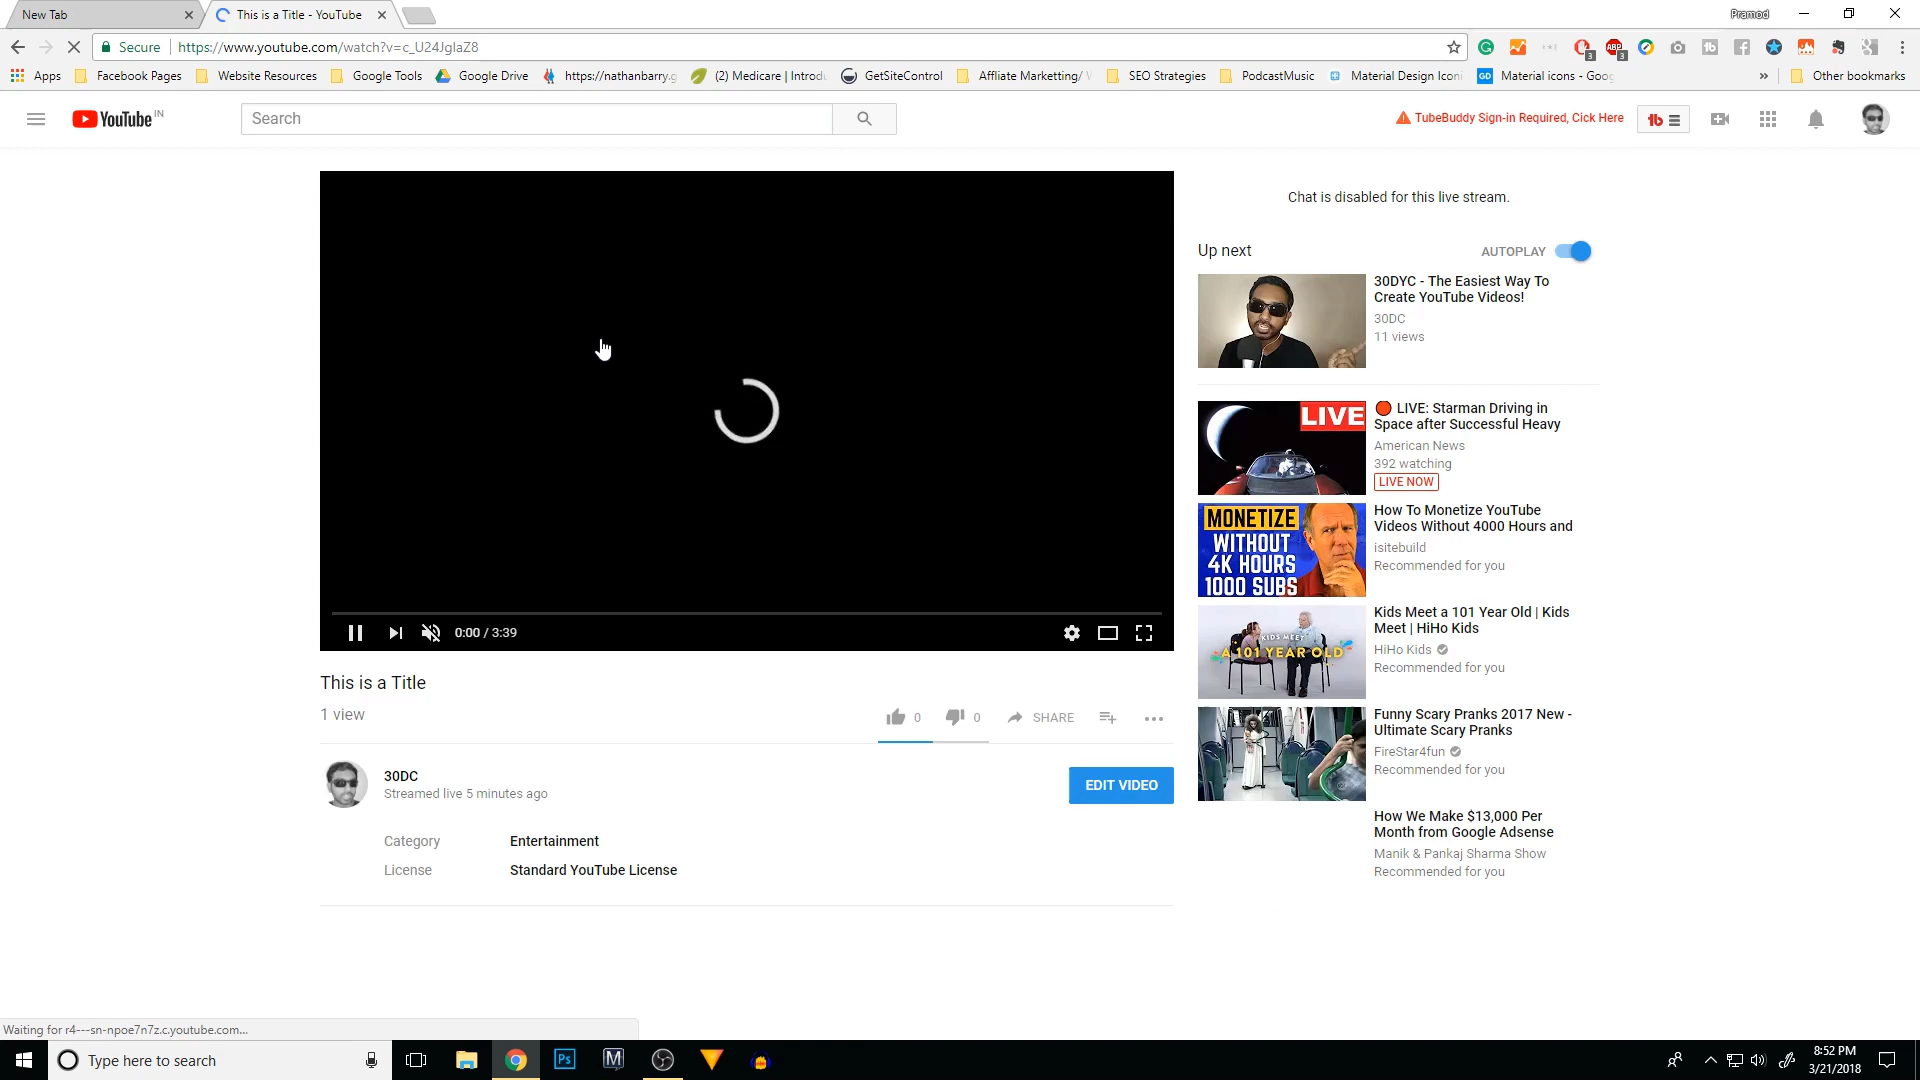 New Tab
This is a Title - YouTube
Pramod
Secure
https://www.youtube.com/watch?v=c_U24JgIaZ8
Apps
Facebook Pages
Website Resources
Google Tools
Google Drive
https://nathanbarry.
(2) Medicare | Introdu
GetSiteControl
Affliate Marketting/
SEO Strategies
PodcastMusic
Material Design Icon
Material icons - Goog
Other bookmarks
YouTube IN
Search
TubeBuddy Sign-in Required, Cick Here
Chat is disabled for this live stream.
Up next
AUTOPLAY
30DYC - The Easiest Way To
Create YouTube Videos!
30DC
11 views
LIVE
LIVE: Starman Driving in
Space after Successful Heavy
American News
392 watching
LIVE NOW
MONETIZE
WITHOUT
4K HOURS
1000 SUBS
How To Monetize YouTube
Videos Without 4000 Hours and
isitebuild
Recommended for you
KIDS MEET
A 101 YEAR OLD
Kids Meet a 101 Year Old | Kids
Meet | HiHo Kids
HiHo Kids
Recommended for you
Funny Scary Pranks 2017 New -
Ultimate Scary Pranks
FireStar4fun
Recommended for you
How We Make $13,000 Per
Month from Google Adsense
Manik & Pankaj Sharma Show
Recommended for you
0:00 / 3:39
This is a Title
1 view
0
0
SHARE
30DC
Streamed live 5 minutes ago
EDIT VIDEO
Category
Entertainment
License
Standard YouTube License
Waiting for r4---sn-npoe7n7z.c.youtube.com...
Type here to search
Ps
M
8:52 PM
3/21/2018